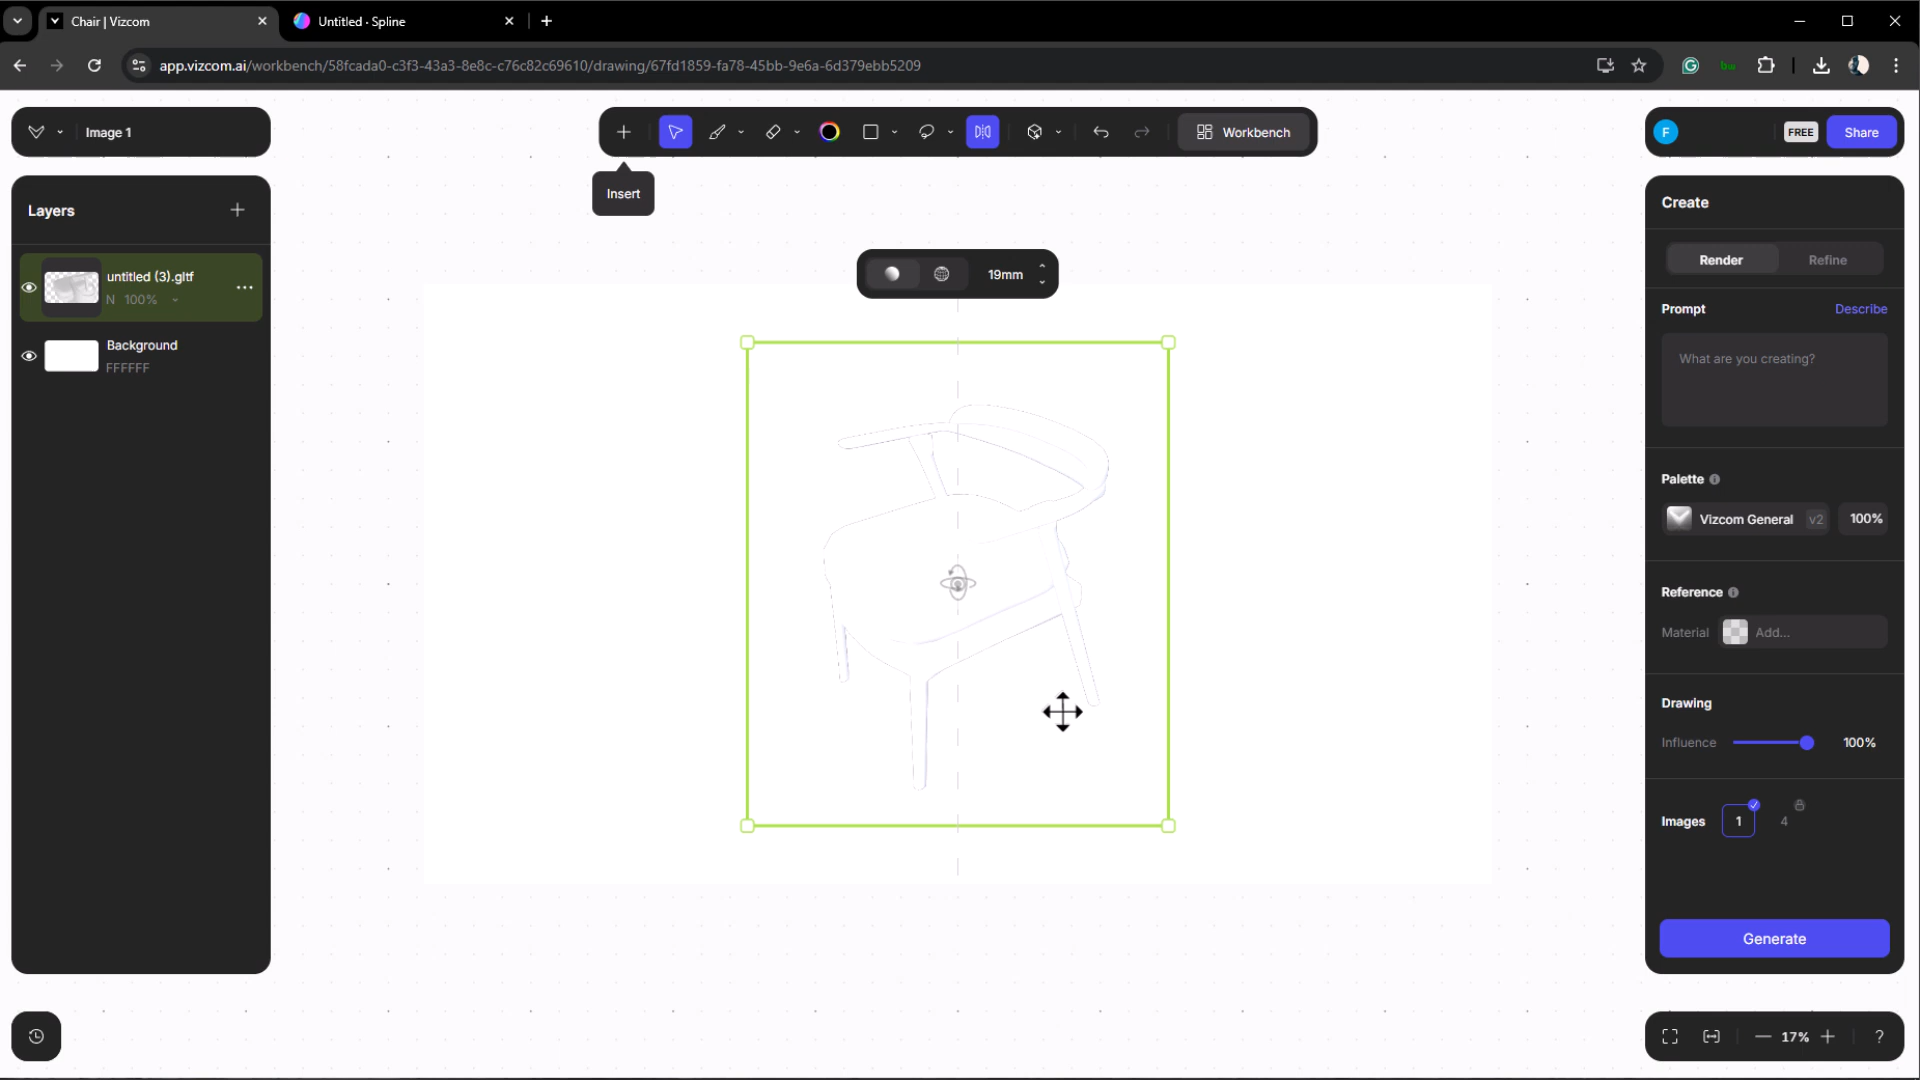 Chair | Vizcom
Untitled - Spline
app.vizcom.ai/workbench/58fcada0-c3f3-43a3-8e8c-c76c82c69610/drawing/67fd1859-fa78-45bb-9e6a-6d379ebb5209
Image 1
Workbench
F
FREE
Share
Insert
Layers
untitled (3).gltf
N 100%
Background
FFFFFF
19mm
Create
Render
Refine
Prompt
Describe
What are you creating?
Palette
Vizcom General v2 100%
Reference
Material Add...
Drawing
Influence 100%
Images 1 4
Generate
17%
?